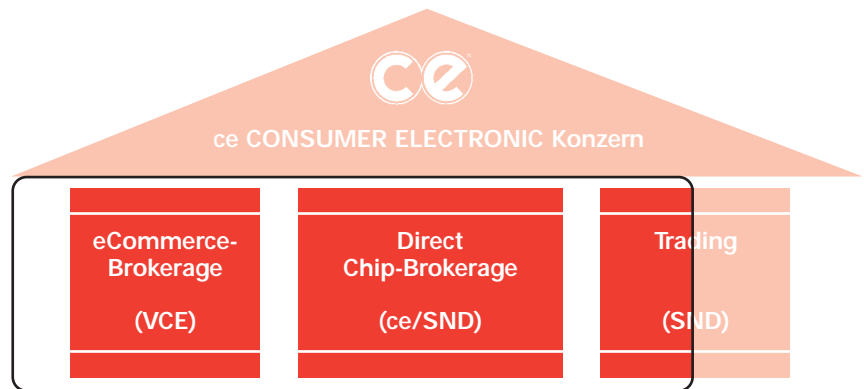 ce
ce CONSUMER ELECTRONIC Konzern
eCommerce-
Brokerage
(VCE)
Direct
Chip-Brokerage
(ce/SND)
Trading
(SND)